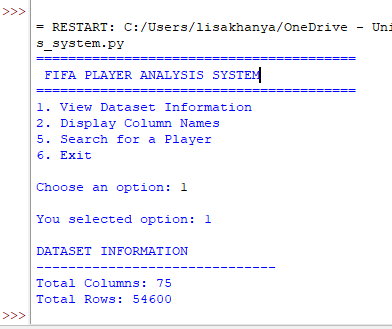 >>>
= RESTART: C:/Users/lisakhanya/OneDrive - Uni
s_system.py
========================================
FIFA PLAYER ANALYSIS SYSTEM
========================================
1. View Dataset Information
2. Display Column Names
5. Search for a Player
6. Exit
Choose an option: 1
You selected option: 1
DATASET INFORMATION
------------------------------
Total Columns: 75
Total Rows: 54600
>>>